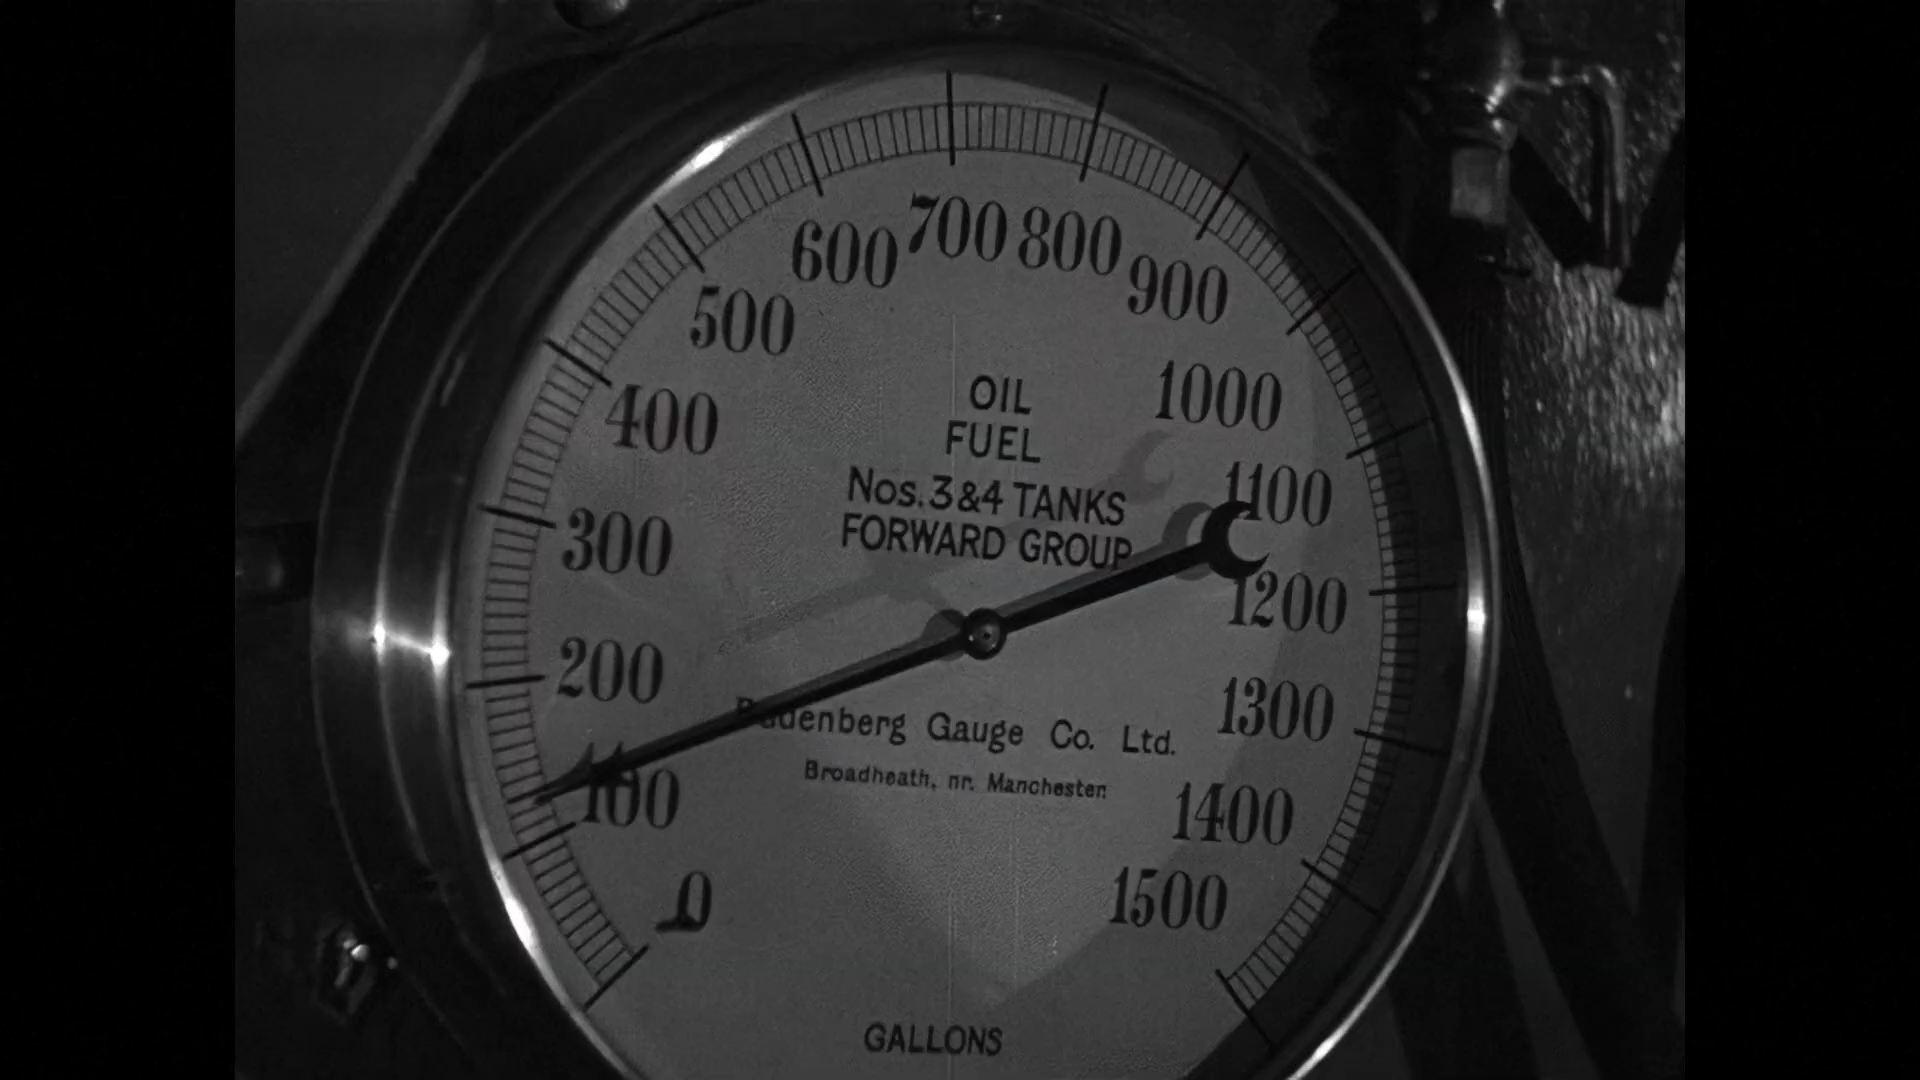 0
100
200
300
400
500
600
700
800
900
1000
1100
1200
1300
1400
1500
OIL
FUEL
Nos. 3 & 4 TANKS
FORWARD GROUP
Gauge Co. Ltd.
Broadheath, nr. Manchester.
GALLONS